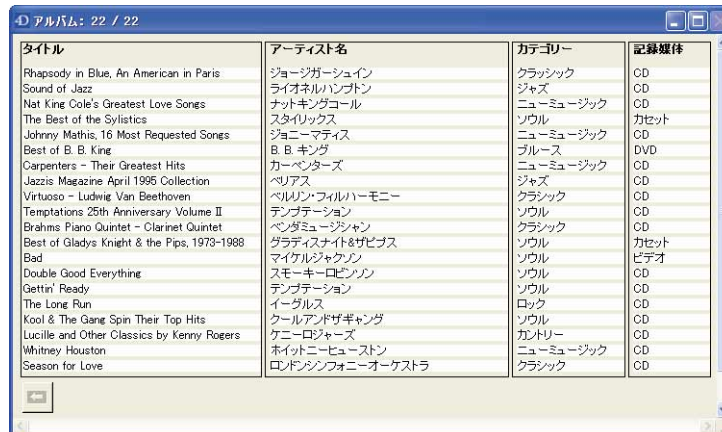 アルバム: 22 / 22
タイトル アーティスト名 カテゴリー 記録媒体
Rhapsody in Blue, An American in Paris ジョージガーシュイン クラッシック CD
Sound of Jazz ライオネルハンプトン ジャズ CD
Nat King Cole's Greatest Love Songs ナットキングコール ニューミュージック CD
The Best of the Sylistics スタイリックス ソウル カセット
Johnny Mathis, 16 Most Requested Songs ジョニーマティス ニューミュージック CD
Best of B. B. King B. B. キング ブルース DVD
Carpenters - Their Greatest Hits カーペンターズ ニューミュージック CD
Jazzis Magazine April 1995 Collection ベリアス ジャズ CD
Virtuoso - Ludwig Van Beethoven ベルリン・フィルハーモニー クラシック CD
Temptations 25th Anniversary Volume Ⅱ テンプテーション ソウル CD
Brahms Piano Quintet - Clarinet Quintet ベンダミュージシャン クラシック CD
Best of Gladys Knight & the Pips, 1973-1988 グラディスナイト&ザピプス ソウル カセット
Bad マイケルジャクソン ソウル ビデオ
Double Good Everything スモーキーロビンソン ソウル CD
Gettin' Ready テンプテーション ソウル CD
The Long Run イーグルス ロック CD
Kool & The Gang Spin Their Top Hits クールアンドザギャング ソウル CD
Lucille and Other Classics by Kenny Rogers ケニーロジャーズ カントリー CD
Whitney Houston ホイットニーヒューストン ニューミュージック CD
Season for Love ロンドンシンフォニーオーケストラ クラシック CD